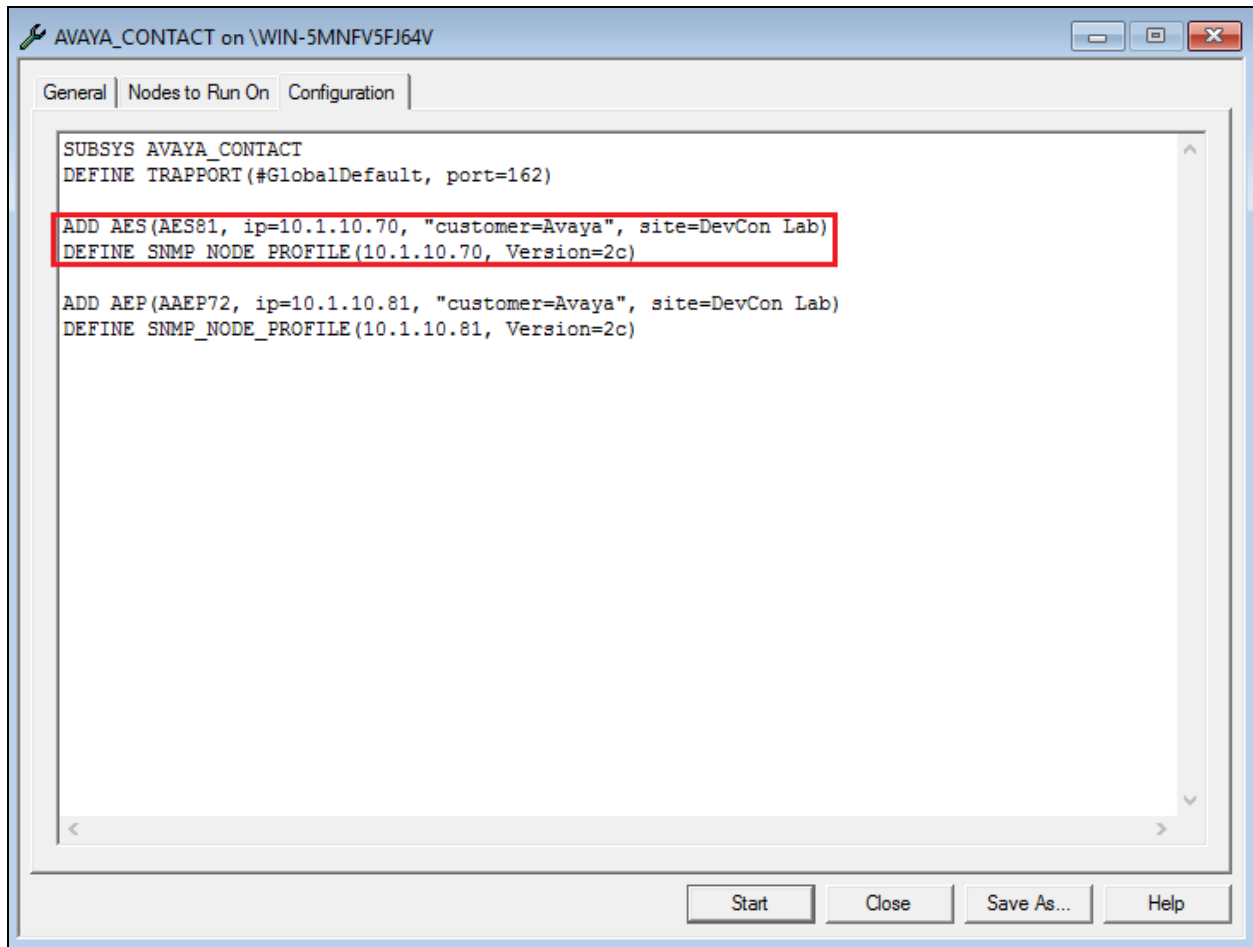 AVAYA_CONTACT on \WIN-5MNFV5FJ64V
General Nodes to Run On Configuration
SUBSYS AVAYA_CONTACT
DEFINE TRAPPORT(#GlobalDefault, port=162)
ADD AES(AES81, ip=10.1.10.70, "customer=Avaya", site=DevCon Lab)
DEFINE SNMP_NODE_PROFILE(10.1.10.70, Version=2c)
ADD AEP(AAEP72, ip=10.1.10.81, "customer=Avaya", site=DevCon Lab)
DEFINE SNMP_NODE_PROFILE(10.1.10.81, Version=2c)
Start Close Save As... Help